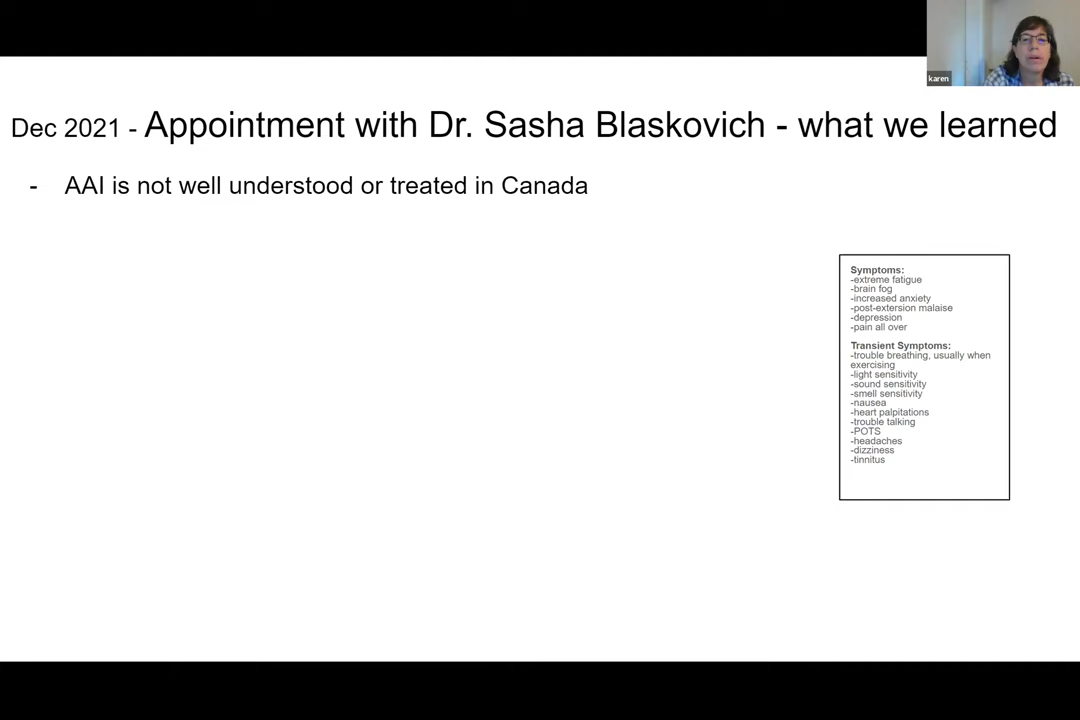 karen
Dec 2021 - Appointment with Dr. Sasha Blaskovich - what we learned
- AAI is not well understood or treated in Canada
Symptoms:
-extreme fatigue
-brain fog
-increased anxiety
-post-extersion malaise
-depression
-pain all over
Transient Symptoms:
-trouble breathing, usually when
exercising
-light sensitivity
-sound sensitivity
-smell sensitivity
-nausea
-heart palpitations
-trouble talking
-POTS
-headaches
-dizziness
-tinnitus